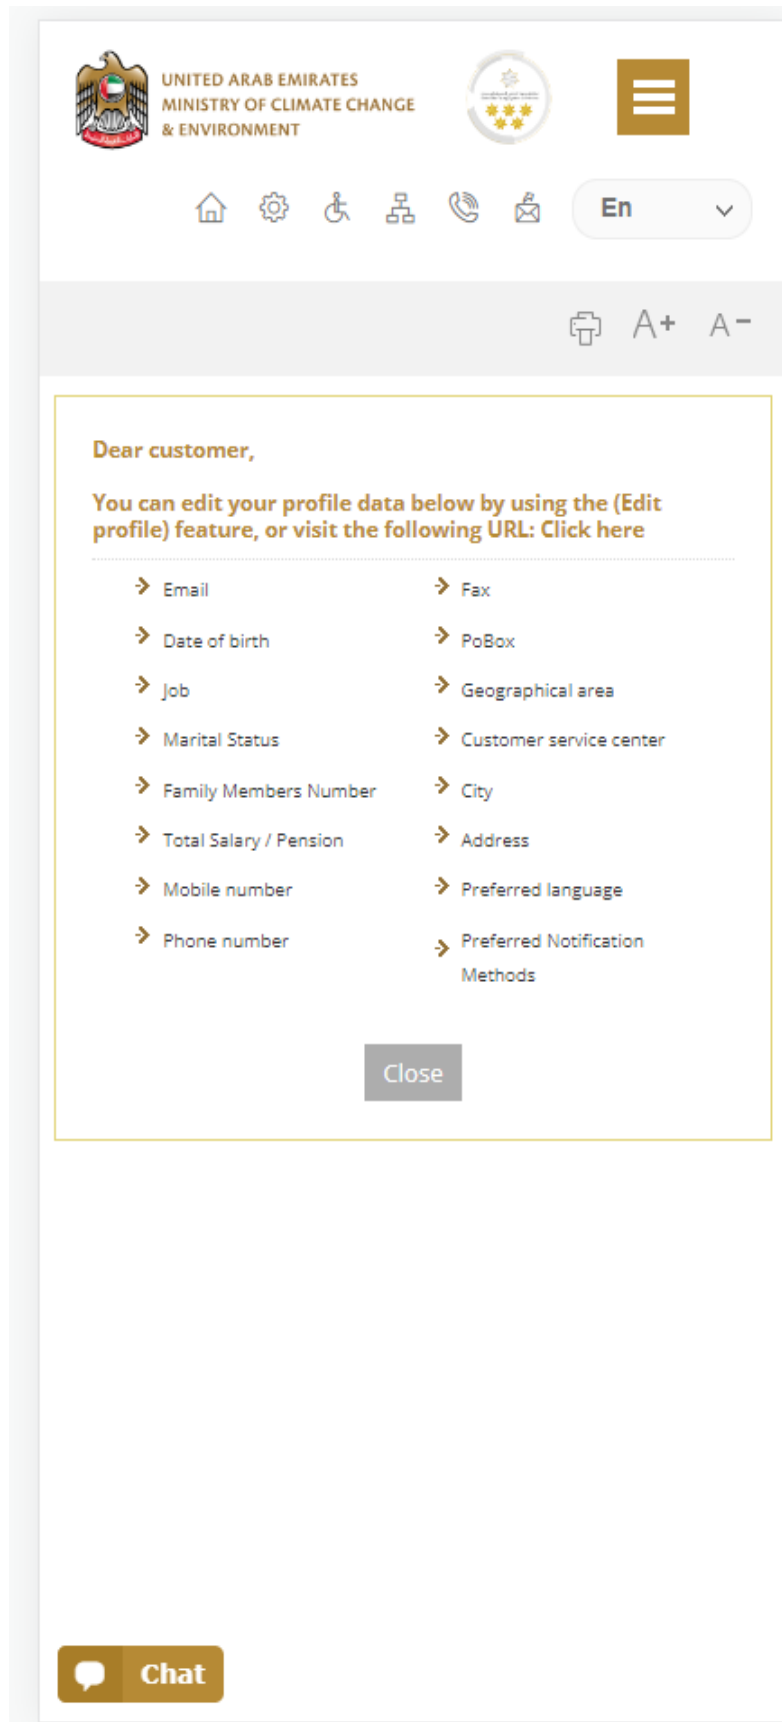 UNITED ARAB EMIRATES
MINISTRY OF CLIMATE CHANGE
& ENVIRONMENT
En
A+ A-
Dear customer,
You can edit your profile data below by using the (Edit
profile) feature, or visit the following URL: Click here
Email
Date of birth
Job
Marital Status
Family Members Number
Total Salary / Pension
Mobile number
Phone number
Fax
PoBox
Geographical area
Customer service center
City
Address
Preferred language
Preferred Notification
Methods
Close
Chat